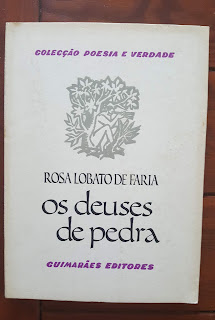 COLECÇÃO POESIA E VERDADE
ROSA LOBATO DE FARIA
os deuses
de pedra
GUIMARÃES EDITORES